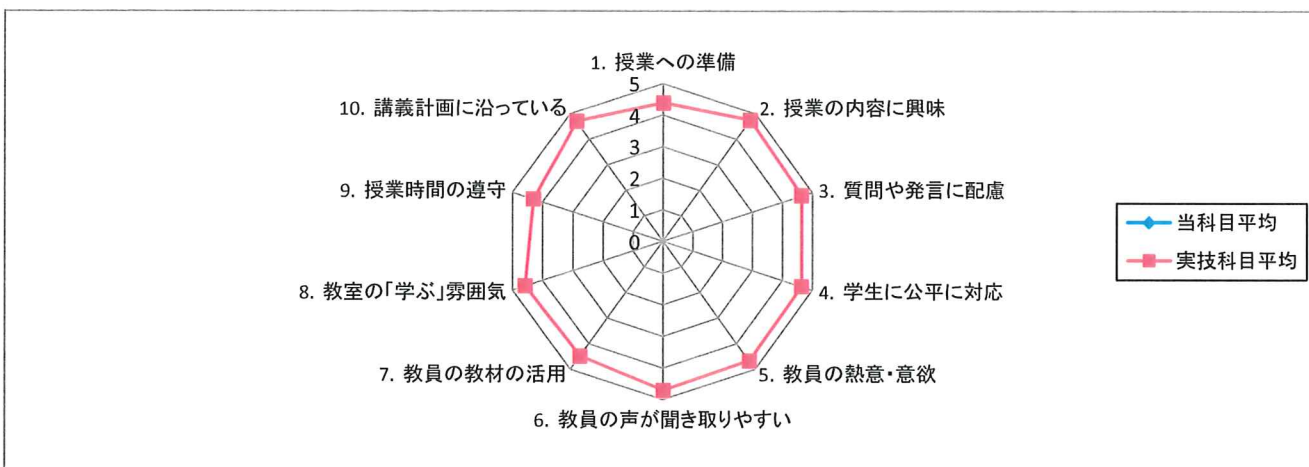 1. 授業への準備
2. 授業の内容に興味
3. 質問や発言に配慮
4. 学生に公平に対応
5. 教員の熱意・意欲
6. 教員の声が聞き取りやすい
7. 教員の教材の活用
8. 教室の「学ぶ」雰囲気
9. 授業時間の遵守
10. 講義計画に沿っている
5
4
3
2
1
0
当科目平均
実技科目平均